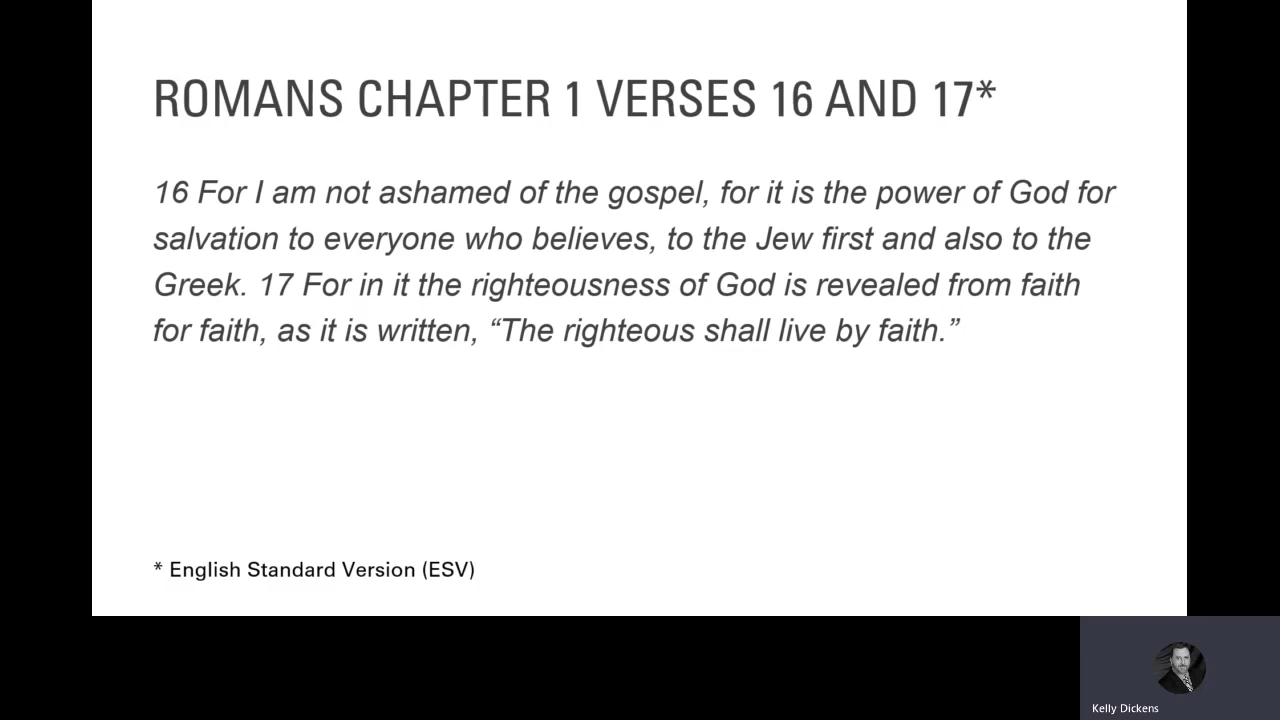 ROMANS CHAPTER 1 VERSES 16 AND 17*
16 For I am not ashamed of the gospel, for it is the power of God for
salvation to everyone who believes, to the Jew first and also to the
Greek. 17 For in it the righteousness of God is revealed from faith
for faith, as it is written, “The righteous shall live by faith.”
* English Standard Version (ESV)
Kelly Dickens